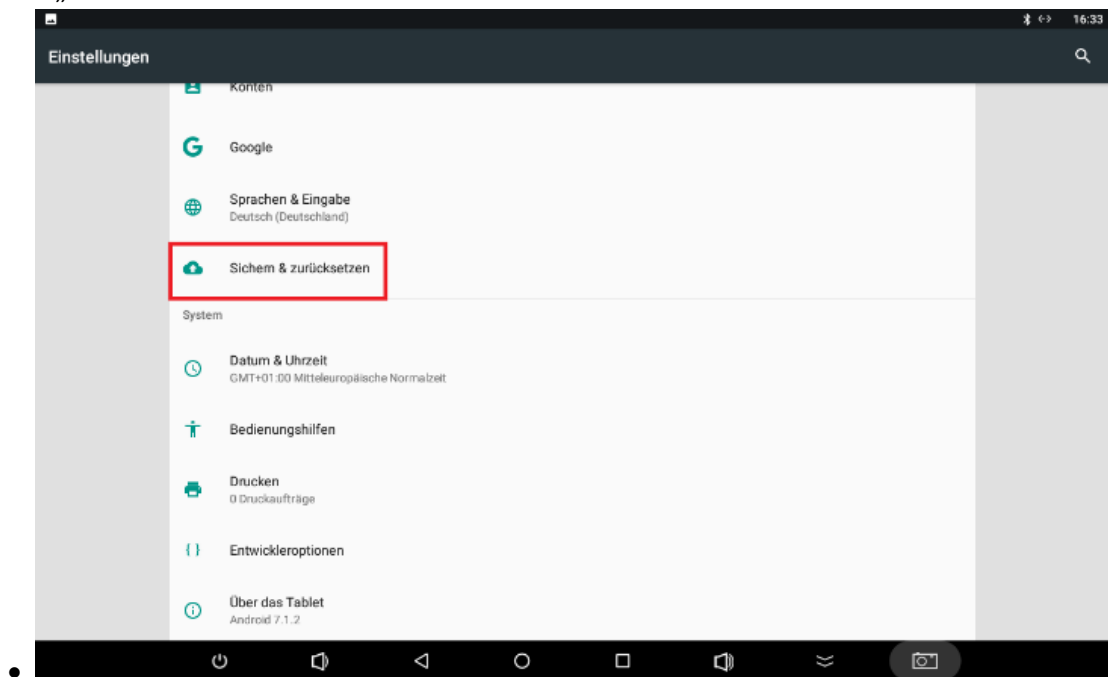 „
16:33
Einstellungen
Konten
Google
Sprachen & Eingabe
Deutsch (Deutschland)
Sichern & zurücksetzen
System
Datum & Uhrzeit
GMT+01:00 Mitteleuropäische Normalzeit
Bedienungshilfen
Drucken
0 Druckaufträge
Entwickleroptionen
Über das Tablet
Android 7.1.2